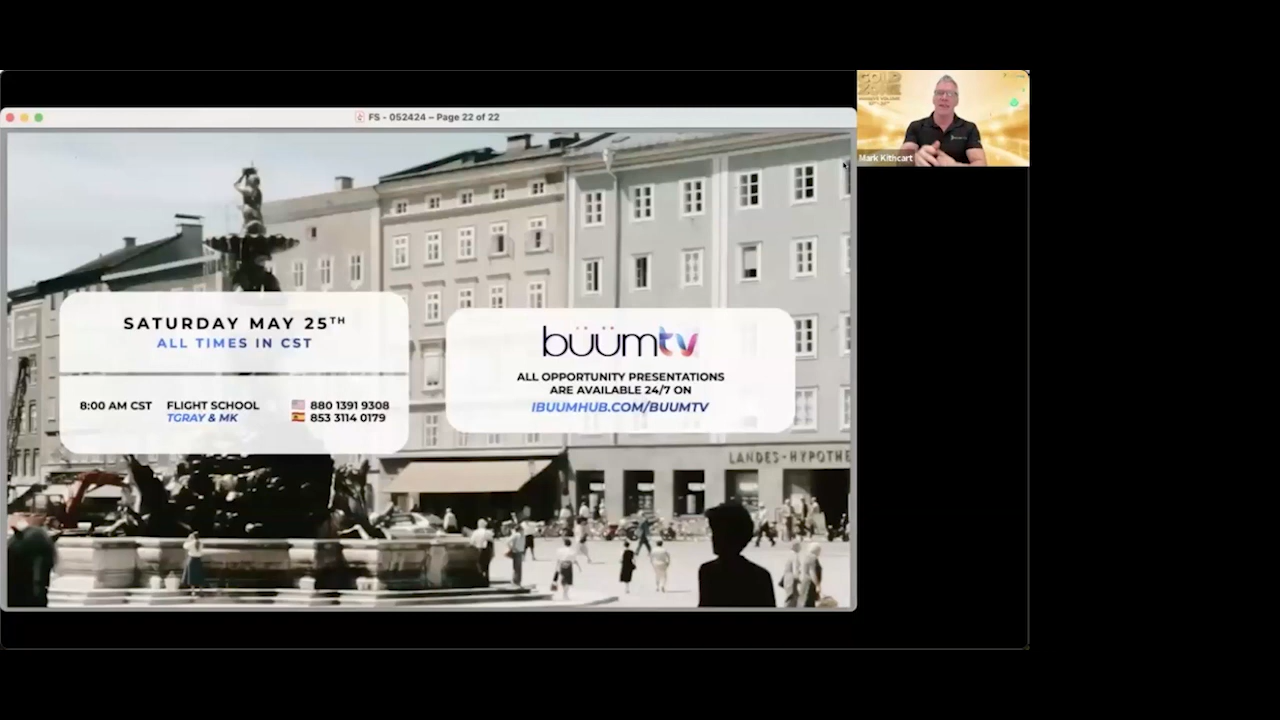 FS - 052424 – Page 22 of 22
SATURDAY MAY 25TH
ALL TIMES IN CST
8:00 AM CST FLIGHT SCHOOL 880 1391 9308
TGRAY & MK 853 3114 0179
büümtv
ALL OPPORTUNITY PRESENTATIONS
ARE AVAILABLE 24/7 ON
IBUUMHUB.COM/BUUMTV
LANDES-HYPOTHE
GOLD
Mark Kithcart